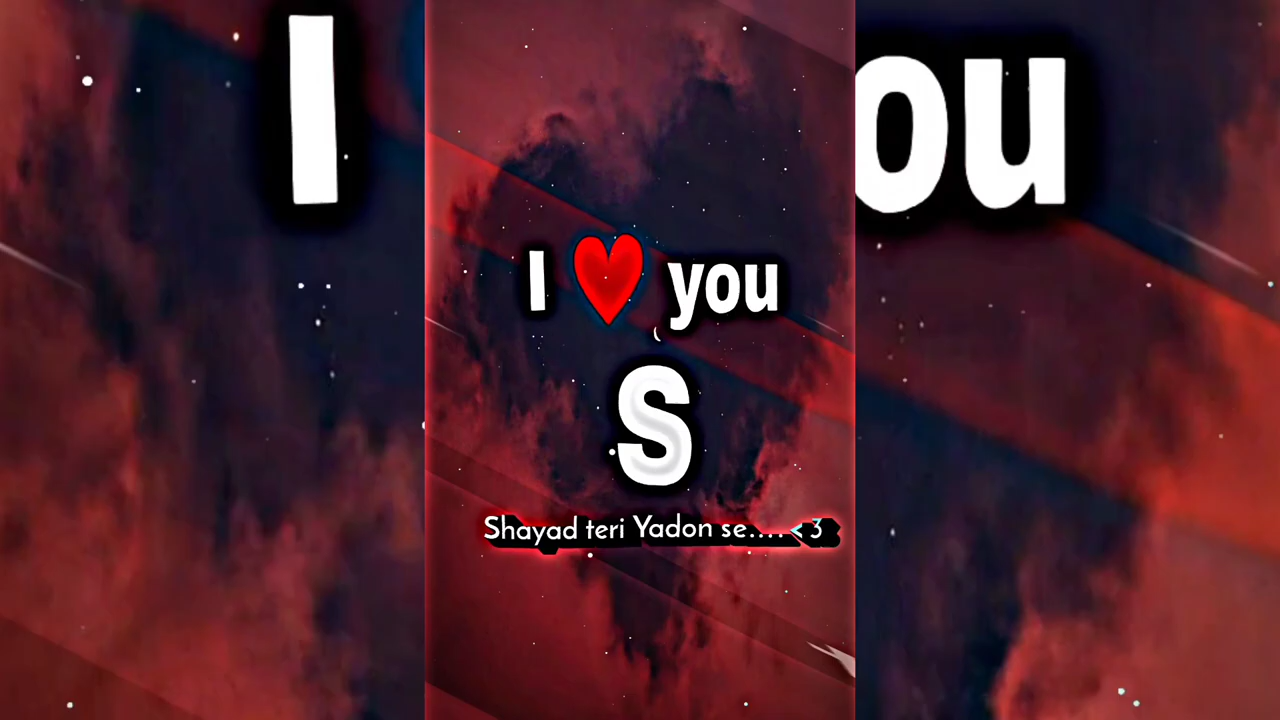 I ❤️ you
S
Shayad teri Yadon se.... <3
I
ou